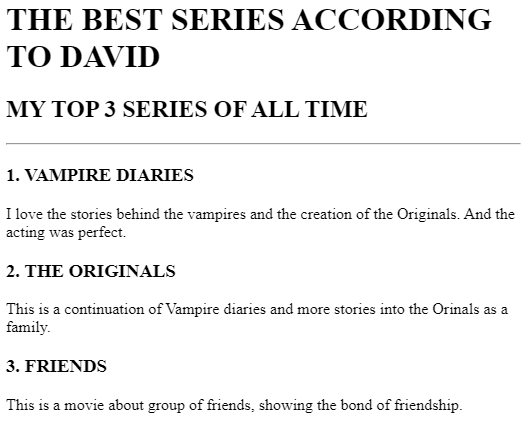 THE BEST SERIES ACCORDING
TO DAVID
MY TOP 3 SERIES OF ALL TIME
1. VAMPIRE DIARIES
I love the stories behind the vampires and the creation of the Originals. And the
acting was perfect.
2. THE ORIGINALS
This is a continuation of Vampire diaries and more stories into the Orinals as a
family.
3. FRIENDS
This is a movie about group of friends, showing the bond of friendship.